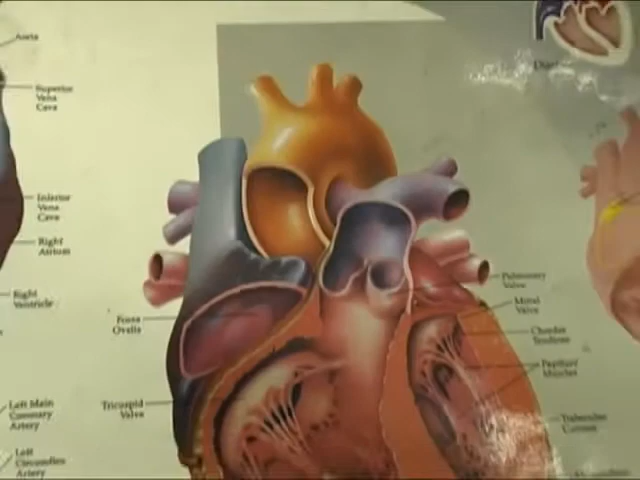 Aorta
Superior
Vena
Cava
Inferior
Vena
Cava
Right
Atrium
Right
Ventricle
Left Main
Coronary
Artery
Left
Circumflex
Artery
Fossa
Ovalis
Tricuspid
Valve
Pulmonary
Valve
Mitral
Valve
Chordae
Tendineae
Papillary
Muscles
Trabeculae
Carneae